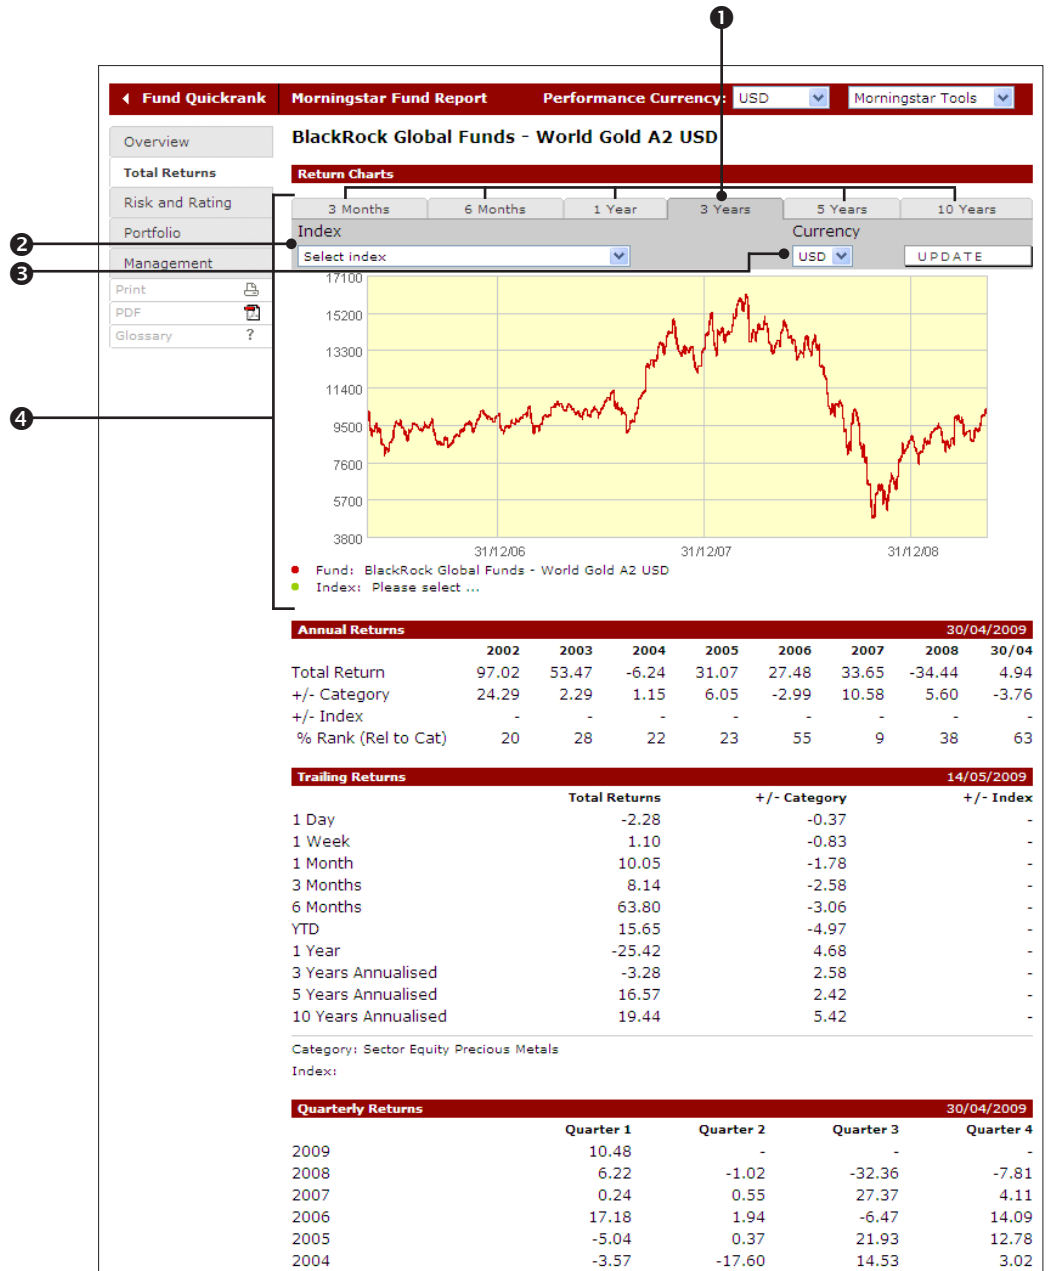 ❶
Fund Quickrank Morningstar Fund Report Performance Currency: USD Morningstar Tools
BlackRock Global Funds - World Gold A2 USD
Overview
Total Returns
Risk and Rating
Portfolio
Management
Print
PDF
Glossary ?
Return Charts
3 Months 6 Months 1 Year 3 Years 5 Years 10 Years
❷
Index Currency
❸
Select index USD UPDATE
❹
17100
15200
13300
11400
9500
7600
5700
3800
31/12/06 31/12/07 31/12/08
Fund: BlackRock Global Funds - World Gold A2 USD
Index: Please select ...
Annual Returns 30/04/2009
2002 2003 2004 2005 2006 2007 2008 30/04
Total Return 97.02 53.47 -6.24 31.07 27.48 33.65 -34.44 4.94
+/- Category 24.29 2.29 1.15 6.05 -2.99 10.58 5.60 -3.76
+/- Index - - - - - - - -
% Rank (Rel to Cat) 20 28 22 23 55 9 38 63
Trailing Returns 14/05/2009
Total Returns +/- Category +/- Index
1 Day -2.28 -0.37 -
1 Week 1.10 -0.83 -
1 Month 10.05 -1.78 -
3 Months 8.14 -2.58 -
6 Months 63.80 -3.06 -
YTD 15.65 -4.97 -
1 Year -25.42 4.68 -
3 Years Annualised -3.28 2.58 -
5 Years Annualised 16.57 2.42 -
10 Years Annualised 19.44 5.42 -
Category: Sector Equity Precious Metals
Index:
Quarterly Returns 30/04/2009
Quarter 1 Quarter 2 Quarter 3 Quarter 4
2009 10.48 - - -
2008 6.22 -1.02 -32.36 -7.81
2007 0.24 0.55 27.37 4.11
2006 17.18 1.94 -6.47 14.09
2005 -5.04 0.37 21.93 12.78
2004 -3.57 -17.60 14.53 3.02